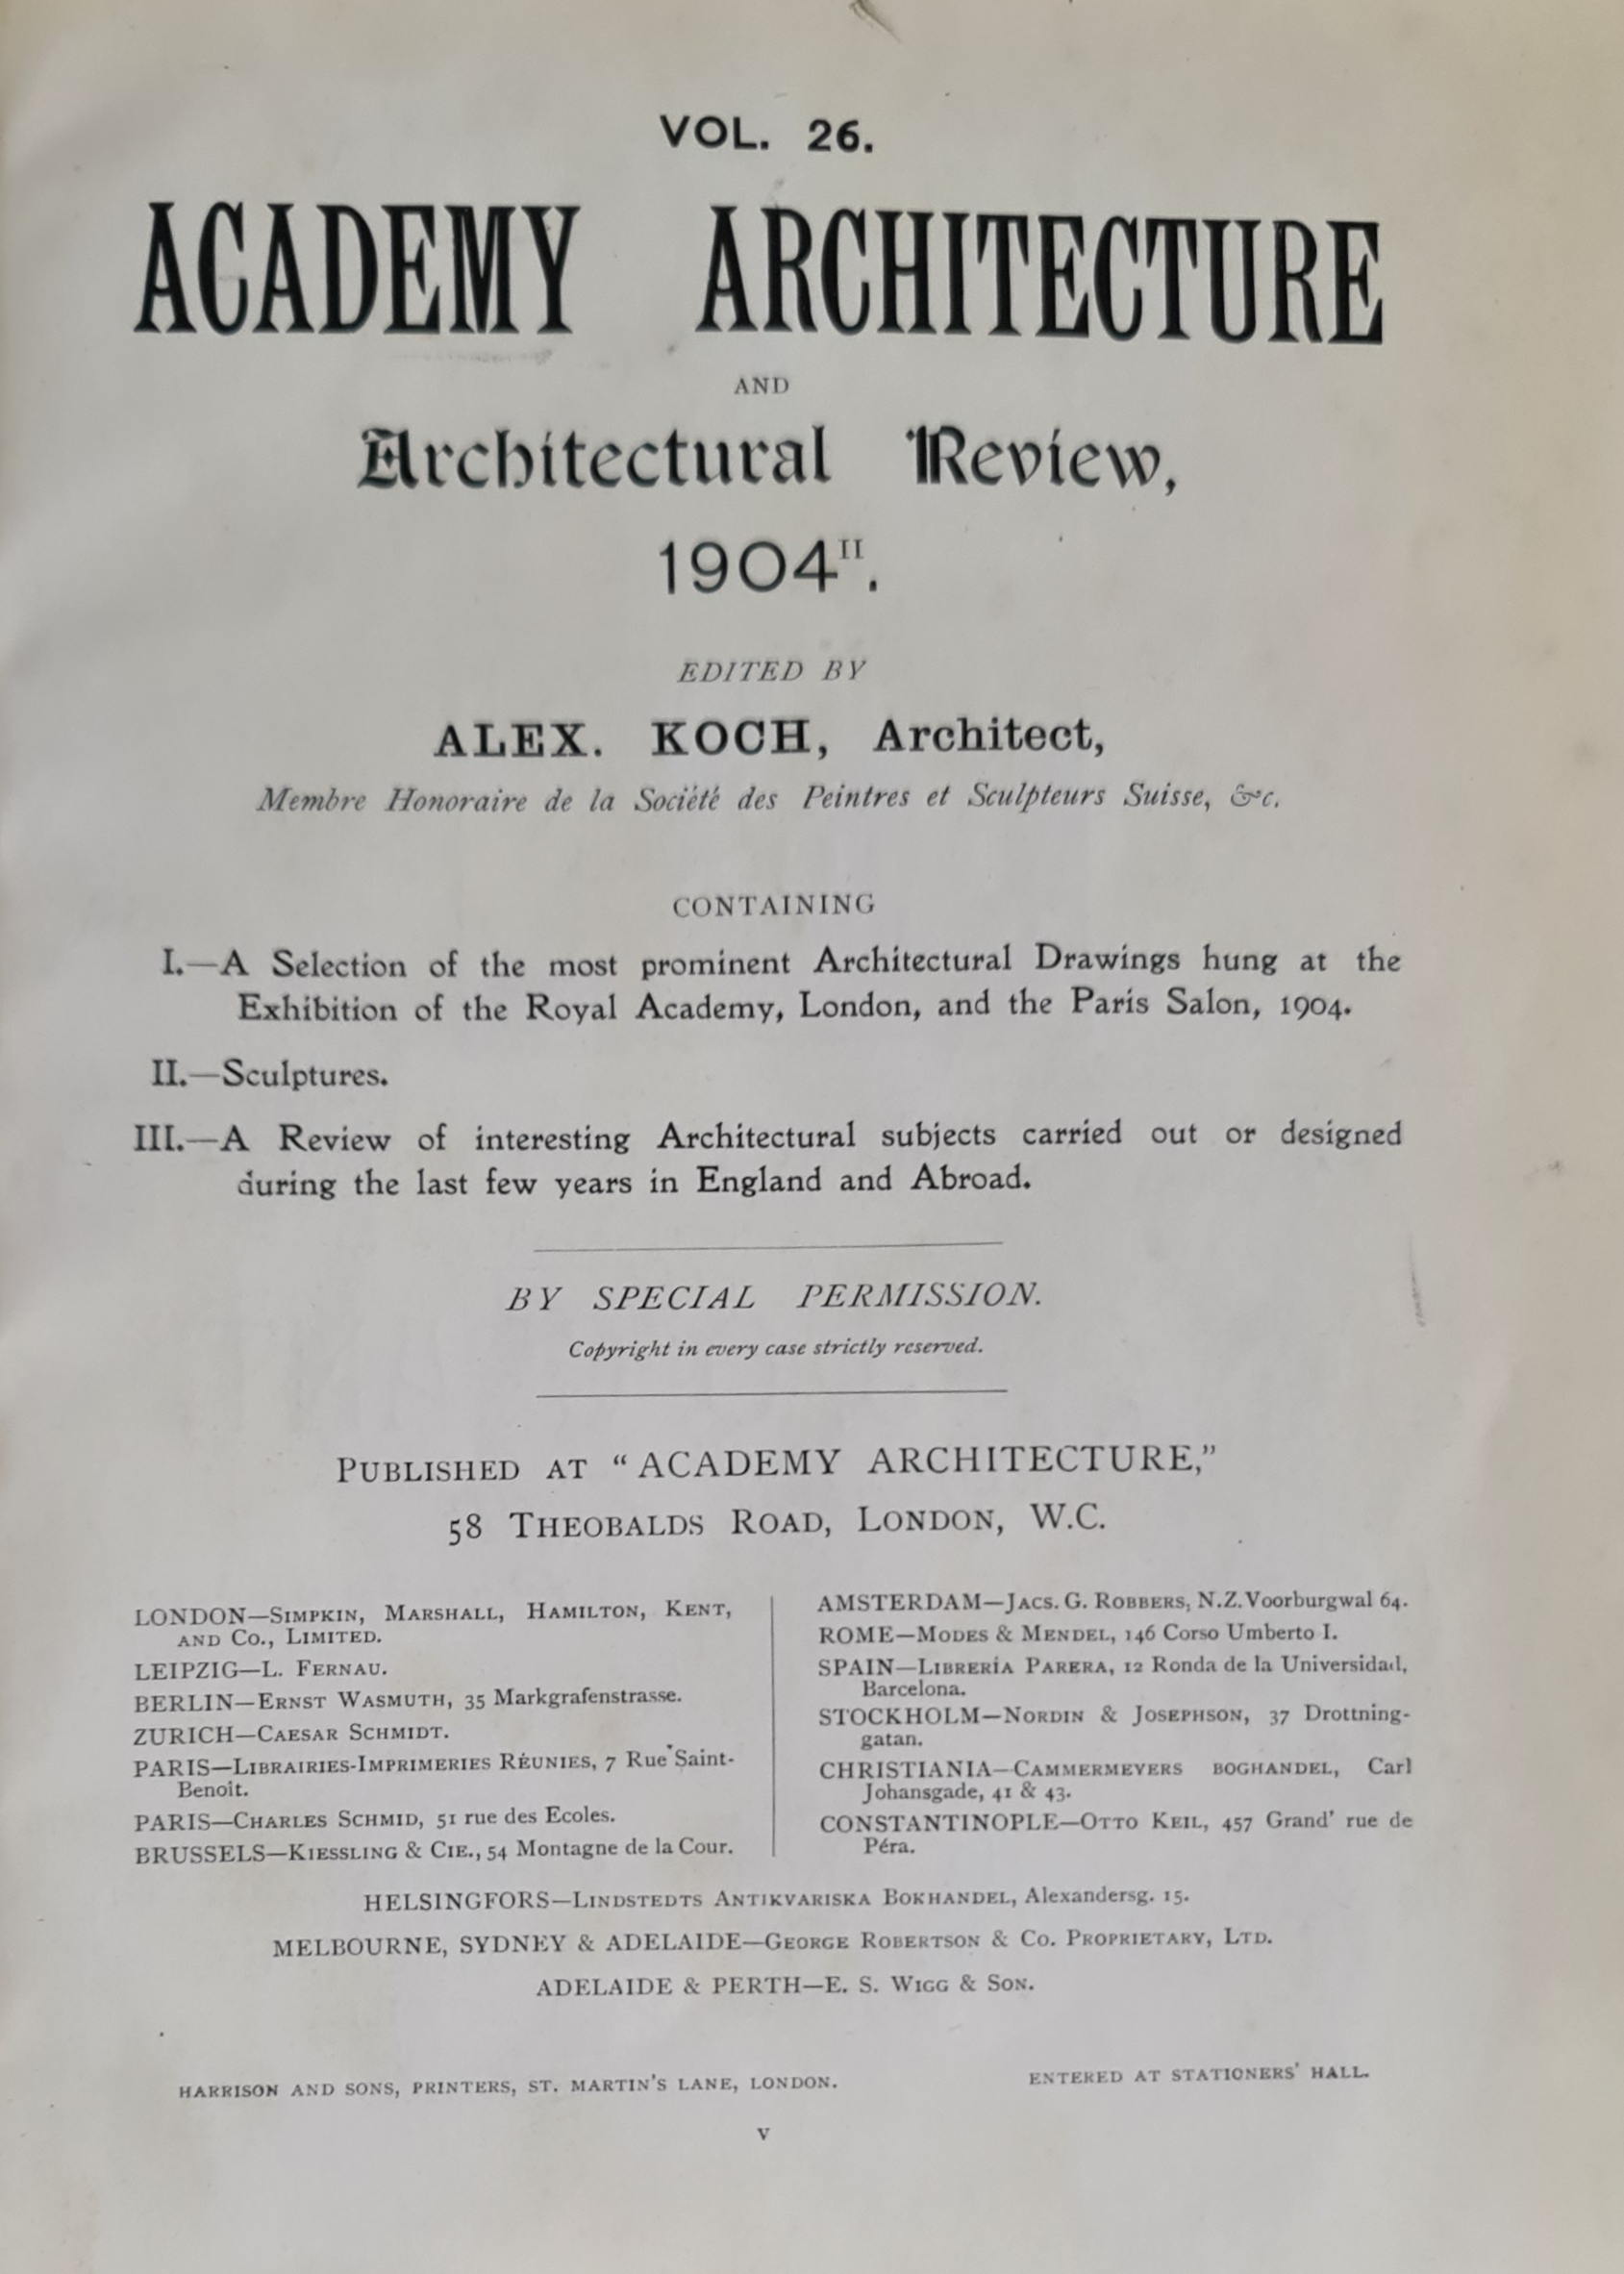 VOL. 26.
ACADEMY ARCHITECTURE
AND
Architectural Review,
1904II.
EDITED BY
ALEX. KOCH, Architect,
Membre Honoraire de la Société des Peintres et Sculpteurs Suisse, &c.
CONTAINING
I.—A Selection of the most prominent Architectural Drawings hung at the
Exhibition of the Royal Academy, London, and the Paris Salon, 1904.
II.—Sculptures.
III.—A Review of interesting Architectural subjects carried out or designed
during the last few years in England and Abroad.
BY SPECIAL PERMISSION.
Copyright in every case strictly reserved.
PUBLISHED AT “ACADEMY ARCHITECTURE,”
58 THEOBALDS ROAD, LONDON, W.C.
LONDON—SIMPKIN, MARSHALL, HAMILTON, KENT,
AND CO., LIMITED.
LEIPZIG—L. FERNAU.
BERLIN—ERNST WASMUTH, 35 Markgrafenstrasse.
ZURICH—CAESAR SCHMIDT.
PARIS—LIBRAIRIES-IMPRIMERIES RÉUNIES, 7 Rue Saint-
Benoît.
PARIS—CHARLES SCHMID, 51 rue des Ecoles.
BRUSSELS—KIESSLING & CIE., 54 Montagne de la Cour.
AMSTERDAM—JACS. G. ROBBERS, N.Z. Voorburgwal 64.
ROME—MODES & MENDEL, 146 Corso Umberto I.
SPAIN—LIBRERÍA PARERA, 12 Ronda de la Universidad,
Barcelona.
STOCKHOLM—NORDIN & JOSEPHSON, 37 Drottning-
gatan.
CHRISTIANIA—CAMMERMEYERS BOGHANDEL, Carl
Johansgade, 41 & 43.
CONSTANTINOPLE—OTTO KEIL, 457 Grand' rue de
Péra.
HELSINGFORS—LINDSTEDTS ANTIKVARISKA BOKHANDEL, Alexandersg. 15.
MELBOURNE, SYDNEY & ADELAIDE—GEORGE ROBERTSON & CO. PROPRIETARY, LTD.
ADELAIDE & PERTH—E. S. WIGG & SON.
HARRISON AND SONS, PRINTERS, ST. MARTIN'S LANE, LONDON.
ENTERED AT STATIONERS' HALL.
v